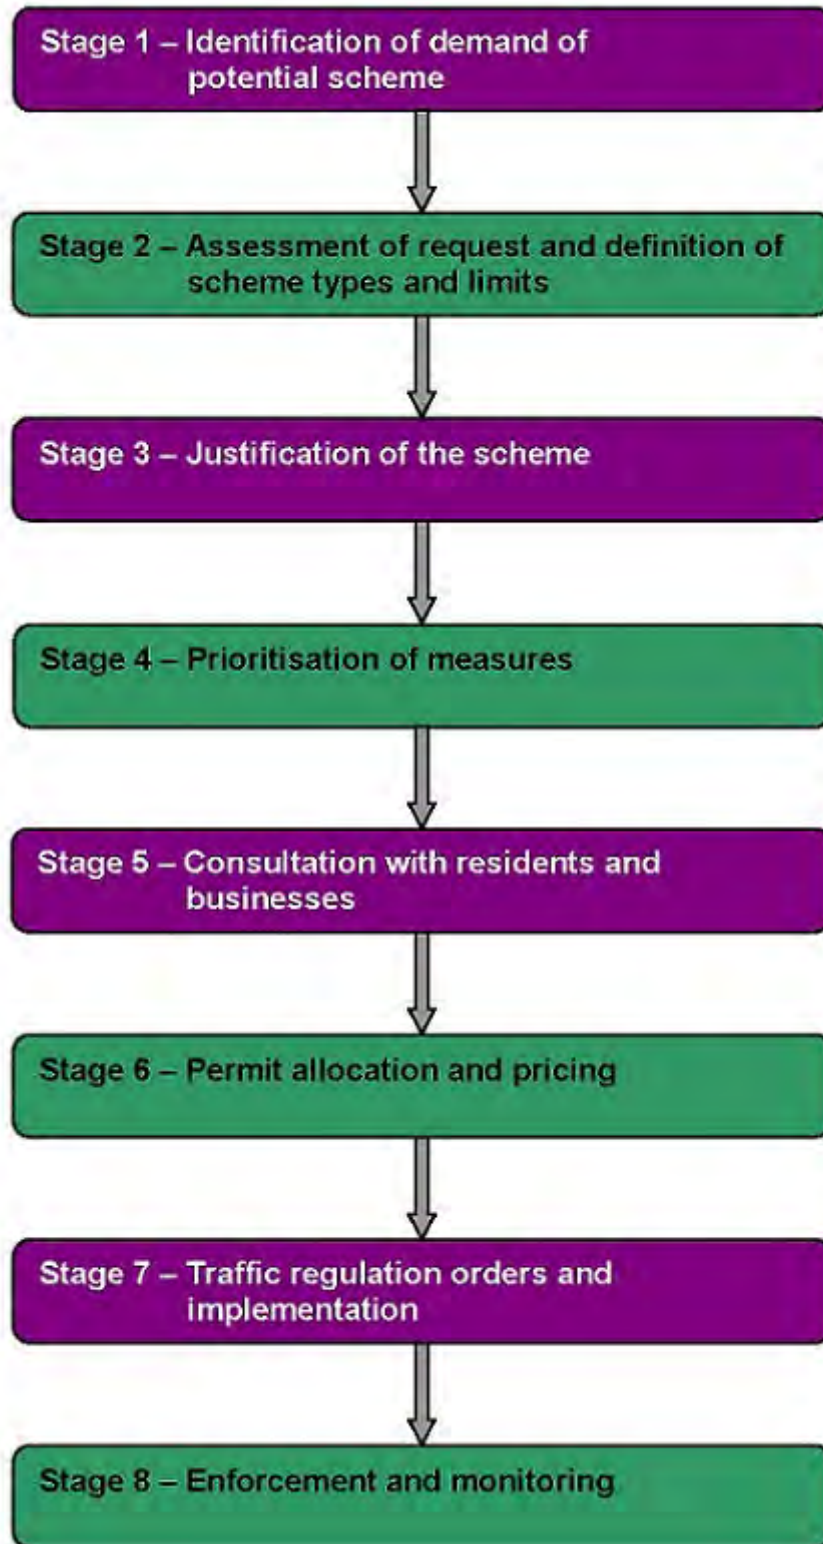 Stage 1 – Identification of demand of
potential scheme
Stage 2 – Assessment of request and definition of
scheme types and limits
Stage 3 – Justification of the scheme
Stage 4 – Prioritisation of measures
Stage 5 – Consultation with residents and
businesses
Stage 6 – Permit allocation and pricing
Stage 7 – Traffic regulation orders and
implementation
Stage 8 – Enforcement and monitoring